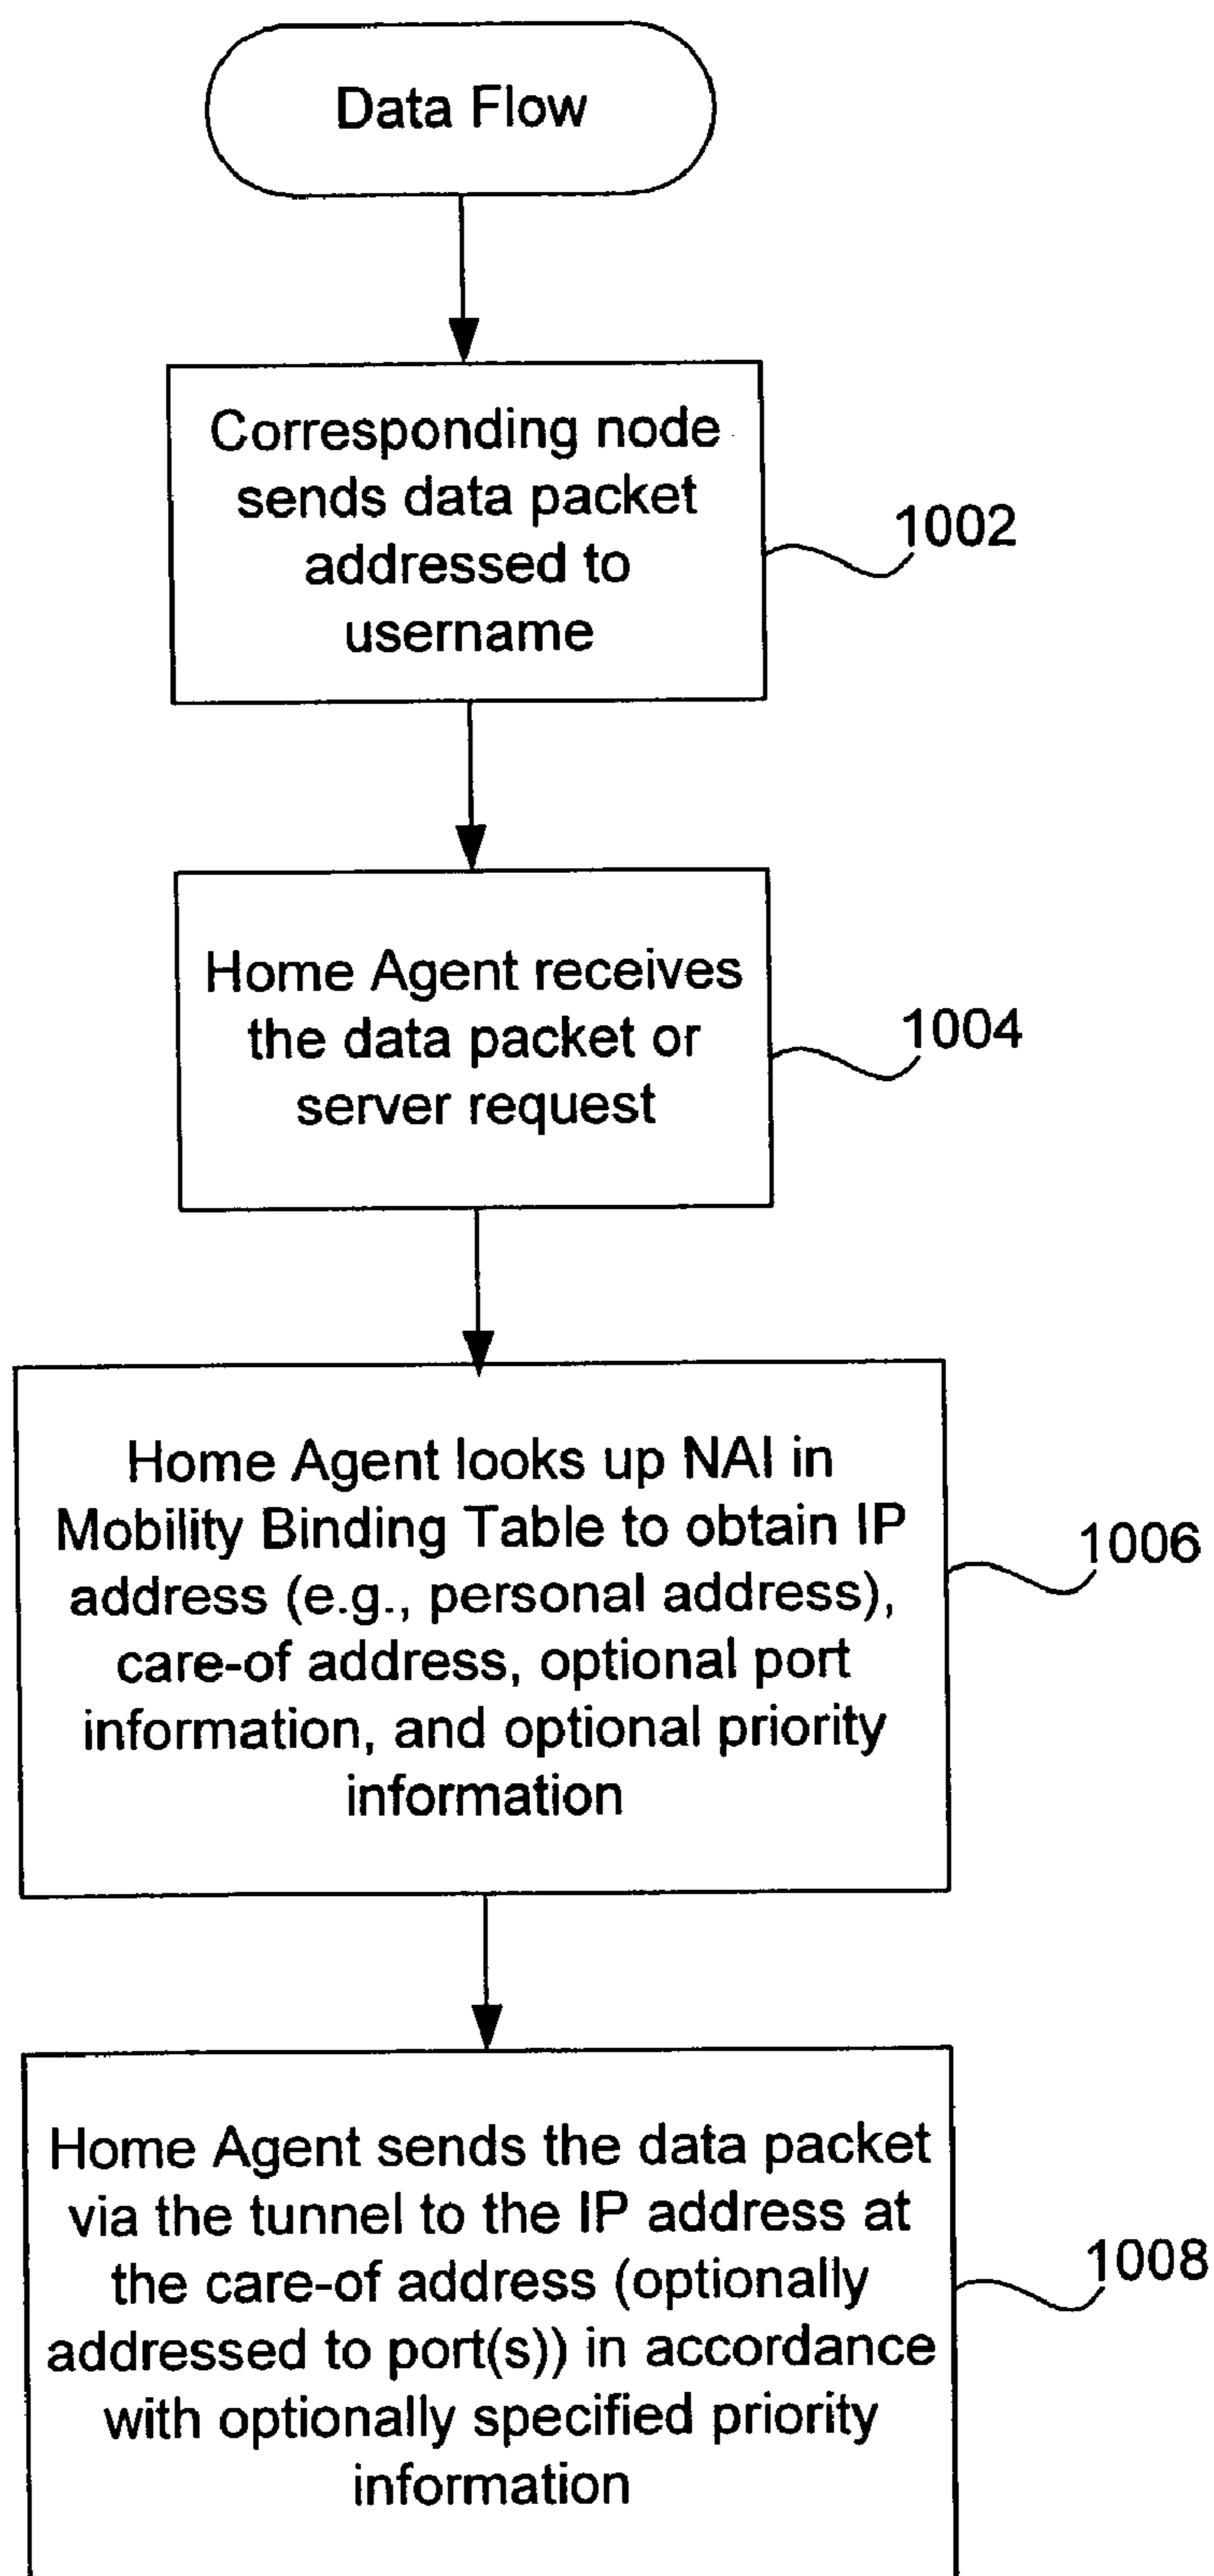 Data Flow
Corresponding node
sends data packet
addressed to
username
1002
Home Agent receives
the data packet or
server request
1004
Home Agent looks up NAI in
Mobility Binding Table to obtain IP
address (e.g., personal address),
care-of address, optional port
information, and optional priority
information
1006
Home Agent sends the data packet
via the tunnel to the IP address at
the care-of address (optionally
addressed to port(s)) in accordance
with optionally specified priority
information
1008